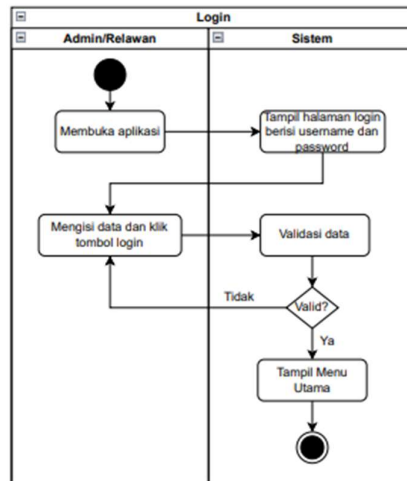 Login
Admin/Relawan
Sistem
Membuka aplikasi
Tampil halaman login
berisi username dan
password
Mengisi data dan klik
tombol login
Validasi data
Tidak
Valid?
Ya
Tampil Menu
Utama